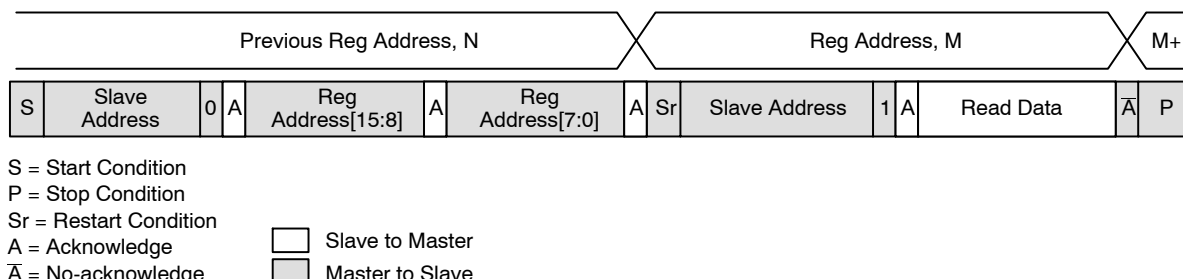 Previous Reg Address, N
Reg Address, M
M+
S
Slave
Address
0
A
Reg
Address[15:8]
A
Reg
Address[7:0]
A
Sr
Slave Address
1
A
Read Data
A̅
P
S = Start Condition
P = Stop Condition
Sr = Restart Condition
A = Acknowledge
A̅ = No-acknowledge
Slave to Master
Master to Slave